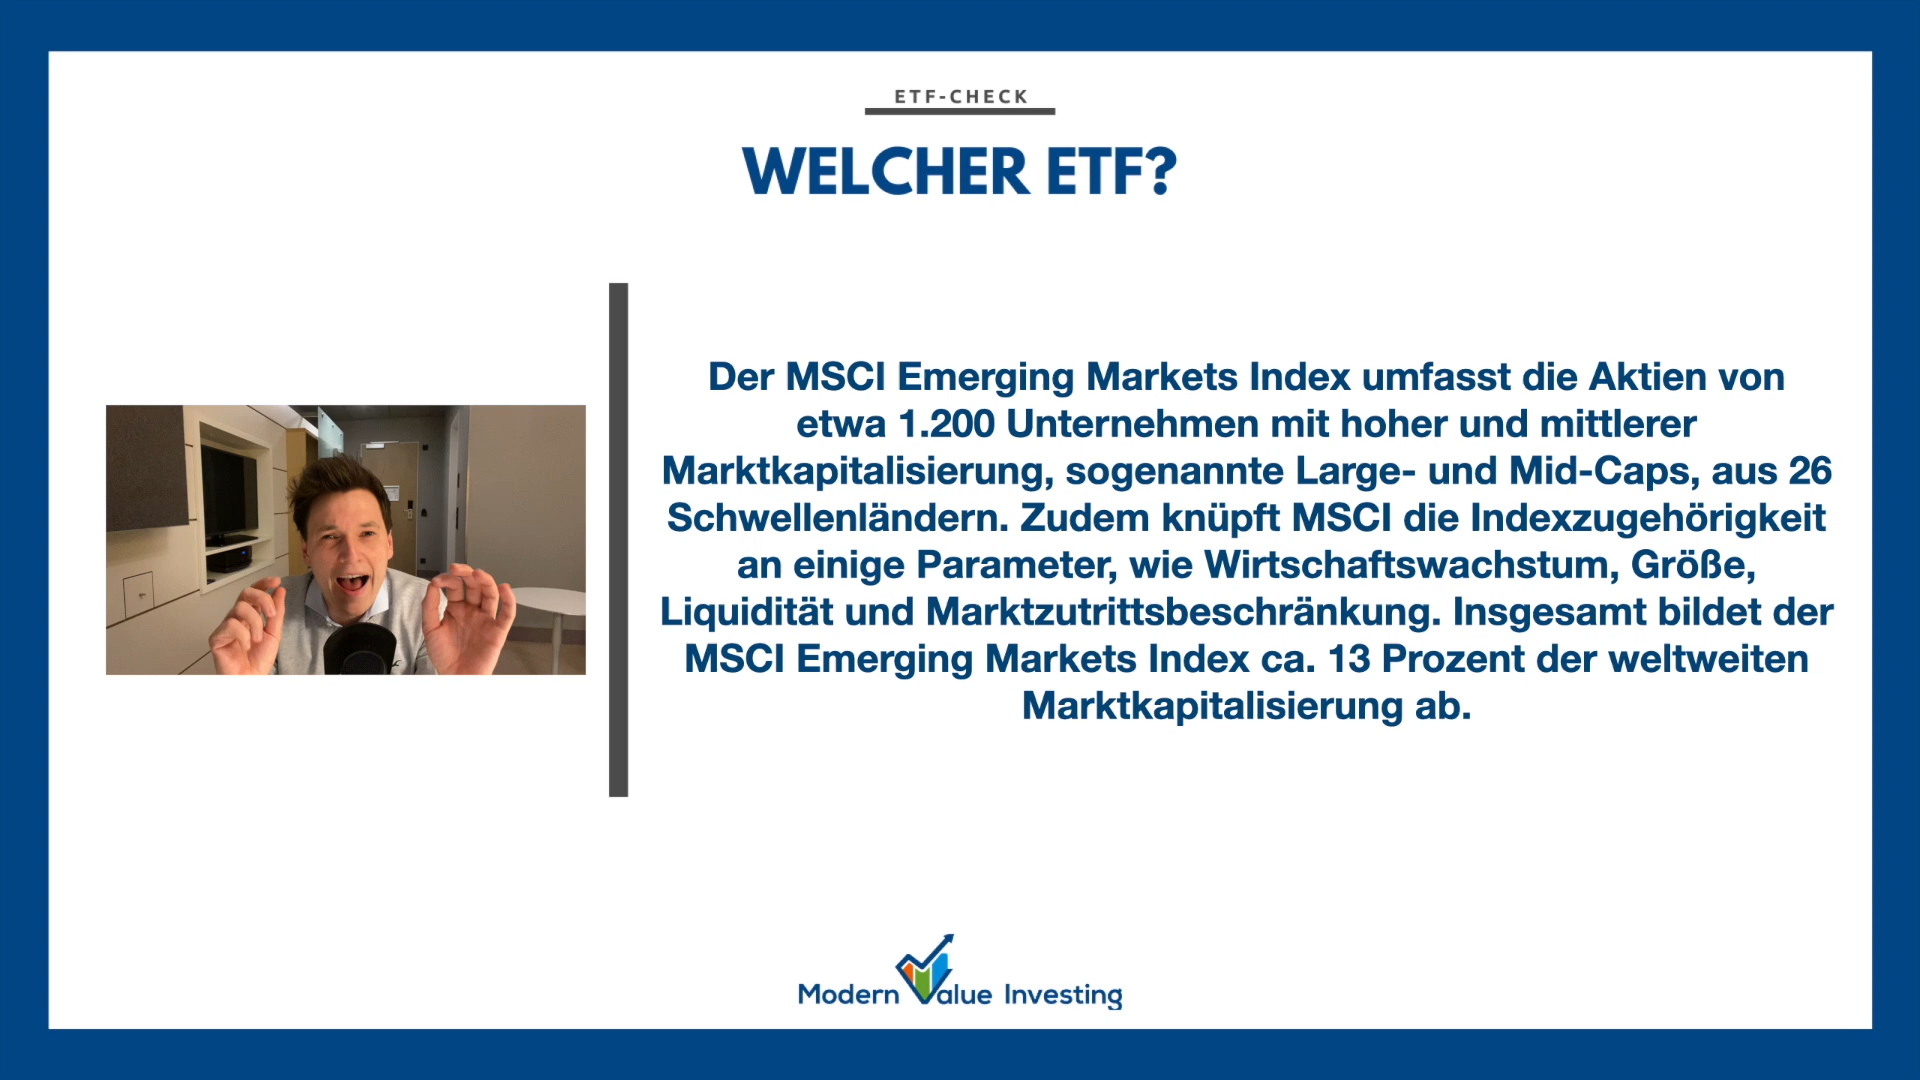 ETF-CHECK
WELCHER ETF?
Der MSCI Emerging Markets Index umfasst die Aktien von
etwa 1.200 Unternehmen mit hoher und mittlerer
Marktkapitalisierung, sogenannte Large- und Mid-Caps, aus 26
Schwellenländern. Zudem knüpft MSCI die Indexzugehörigkeit
an einige Parameter, wie Wirtschaftswachstum, Größe,
Liquidität und Marktzutrittsbeschränkung. Insgesamt bildet der
MSCI Emerging Markets Index ca. 13 Prozent der weltweiten
Marktkapitalisierung ab.
Modern Value Investing